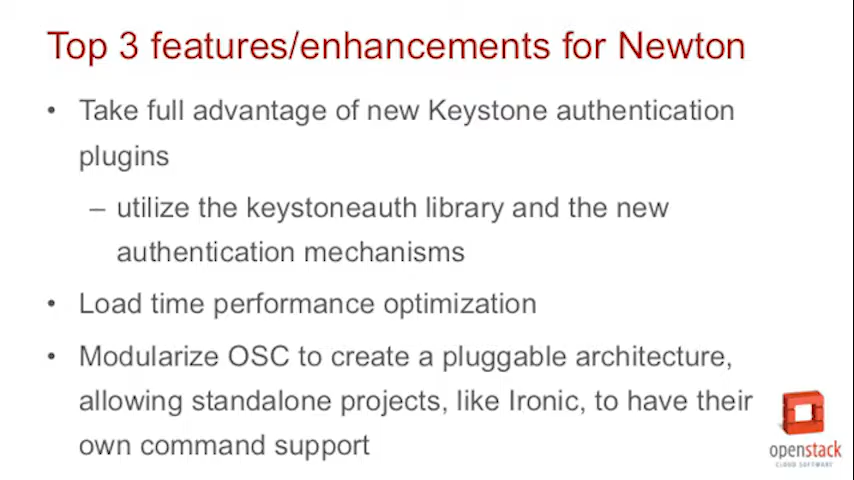 Top 3 features/enhancements for Newton
• Take full advantage of new Keystone authentication
plugins
– utilize the keystoneauth library and the new
authentication mechanisms
• Load time performance optimization
• Modularize OSC to create a pluggable architecture,
allowing standalone projects, like Ironic, to have their
own command support
openstack
CLOUD SOFTWARE